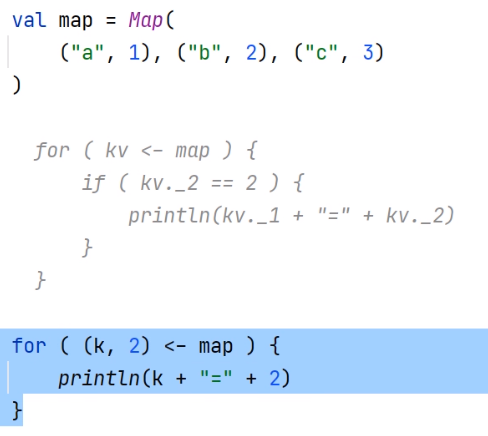 val map = Map(
    ("a", 1), ("b", 2), ("c", 3)
)
  for ( kv <- map ) {
      if ( kv._2 == 2 ) {
          println(kv._1 + "=" + kv._2)
      }
  }
for ( (k, 2) <- map ) {
    println(k + "=" + 2)
}